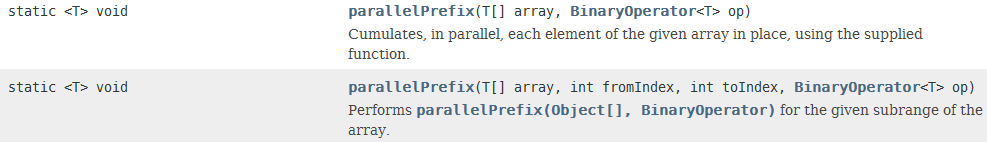 static <T> void parallelPrefix(T[] array, BinaryOperator<T> op)
Cumulates, in parallel, each element of the given array in place, using the supplied
function.
static <T> void parallelPrefix(T[] array, int fromIndex, int toIndex, BinaryOperator<T> op)
Performs parallelPrefix(Object[], BinaryOperator) for the given subrange of the
array.